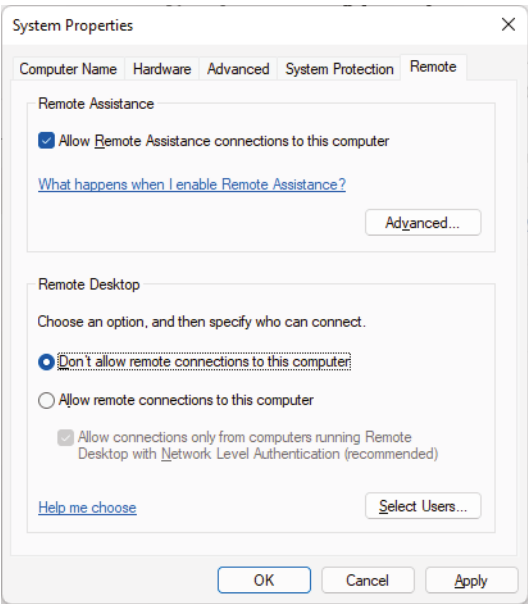 System Properties
Computer Name Hardware Advanced System Protection Remote
Remote Assistance
Allow Remote Assistance connections to this computer
What happens when I enable Remote Assistance?
Advanced...
Remote Desktop
Choose an option, and then specify who can connect.
Don't allow remote connections to this computer
Allow remote connections to this computer
Allow connections only from computers running Remote
Desktop with Network Level Authentication (recommended)
Help me choose
Select Users...
OK Cancel Apply